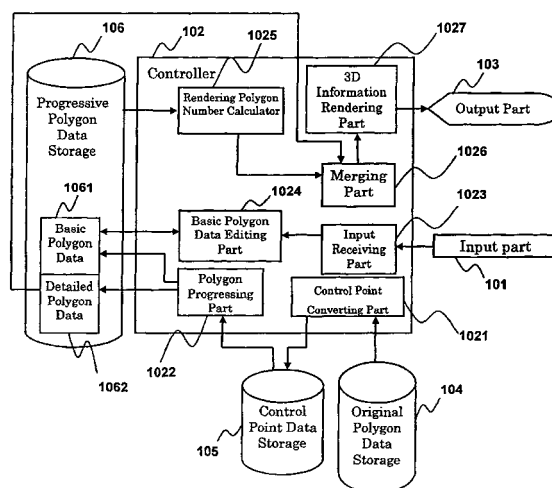 106
102
1025
1027
Controller
3D
Information
Rendering
Part
103
Output Part
Progressive
Polygon
Data
Storage
Rendering Polygon
Number Calculator
Merging
Part
1026
1061
1024
1023
Basic
Polygon
Data
Basic Polygon
Data Editing
Part
Input
Receiving
Part
Input part
101
Detailed
Polygon
Data
Polygon
Progressing
Part
Control Point
Converting Part
1021
1062
1022
105
Control
Point Data
Storage
Original
Polygon
Data
Storage
104